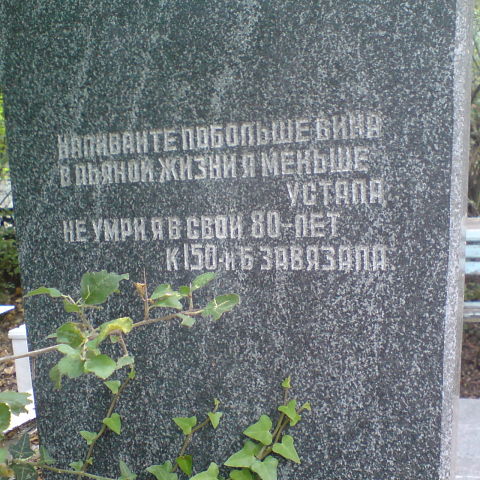 НАЛИВАЙТЕ ПОБОЛЬШЕ ВИНА
В ПЬЯНОЙ ЖИЗНИ Я МЕНЬШЕ
УСТАЛА
НЕ УМРИ Я В СВОИ 80-ЛЕТ
К 150-И Б ЗАВЯЗАЛА